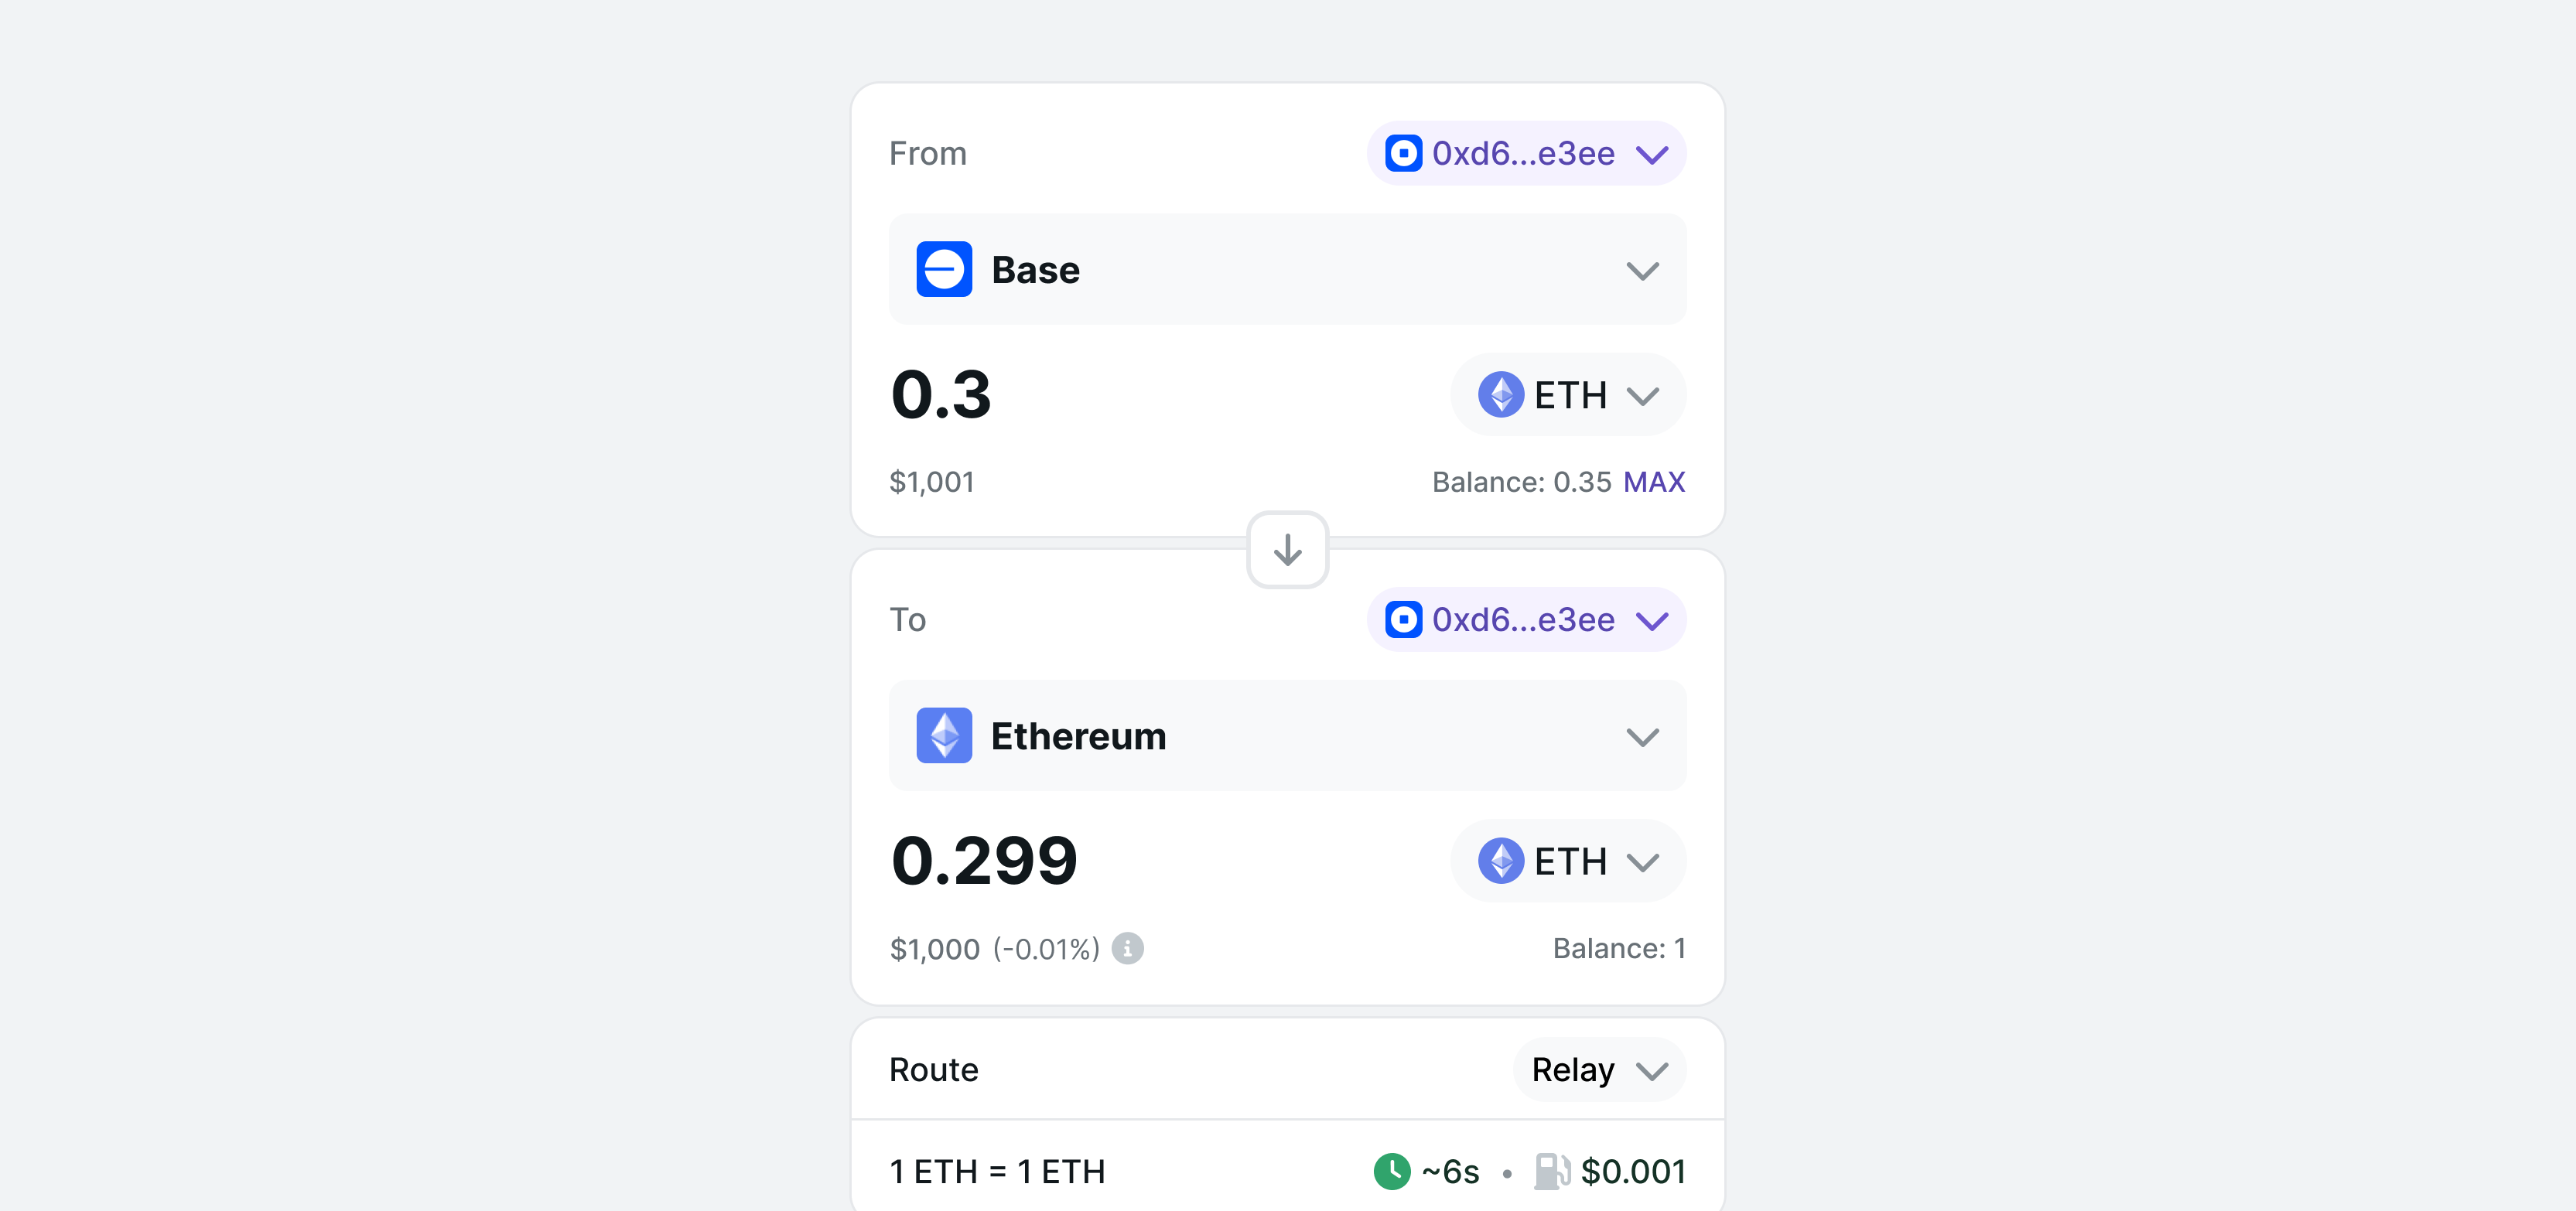 From 0xd6...e3ee
Base
0.3 ETH
$1,001 Balance: 0.35 MAX
To 0xd6...e3ee
Ethereum
0.299 ETH
$1,000 (-0.01%) Balance: 1
Route Relay
1 ETH = 1 ETH ~6s • $0.001